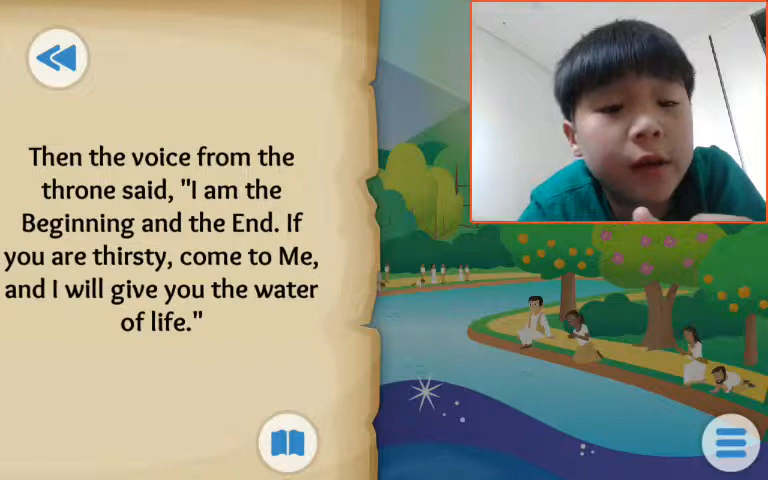 Then the voice from the
throne said, "I am the
Beginning and the End. If
you are thirsty, come to Me,
and I will give you the water
of life."